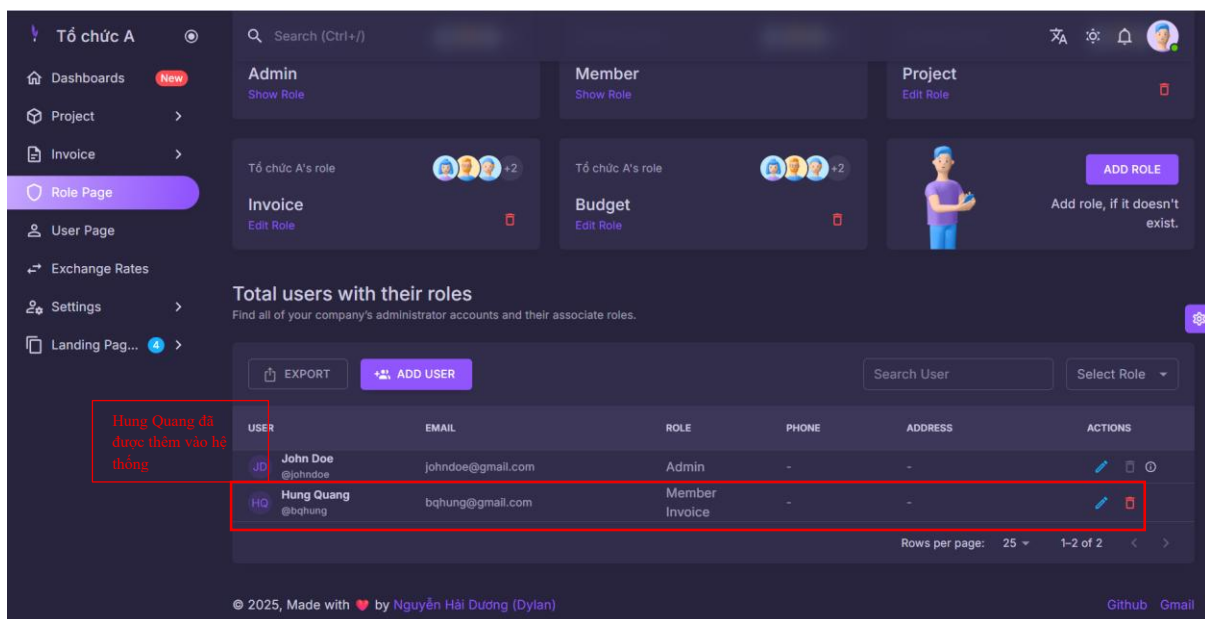 Tổ chức A
Search (Ctrl+/)
Dashboards
New
Project
Invoice
Role Page
User Page
Exchange Rates
Settings
Landing Pag...
4
Admin
Show Role
Member
Show Role
Project
Edit Role
Tổ chức A's role
+2
Invoice
Edit Role
Tổ chức A's role
+2
Budget
Edit Role
ADD ROLE
Add role, if it doesn't
exist.
Total users with their roles
Find all of your company's administrator accounts and their associate roles.
EXPORT
ADD USER
Search User
Select Role
Hung Quang đã
được thêm vào hệ
thống
USER EMAIL ROLE PHONE ADDRESS ACTIONS
JD John Doe johndoe@gmail.com Admin - -
@johndoe
HQ Hung Quang bqhung@gmail.com Member - -
@bqhung Invoice
Rows per page: 25 1–2 of 2
© 2025, Made with ❤️ by Nguyễn Hải Dương (Dylan)
Github Gmail